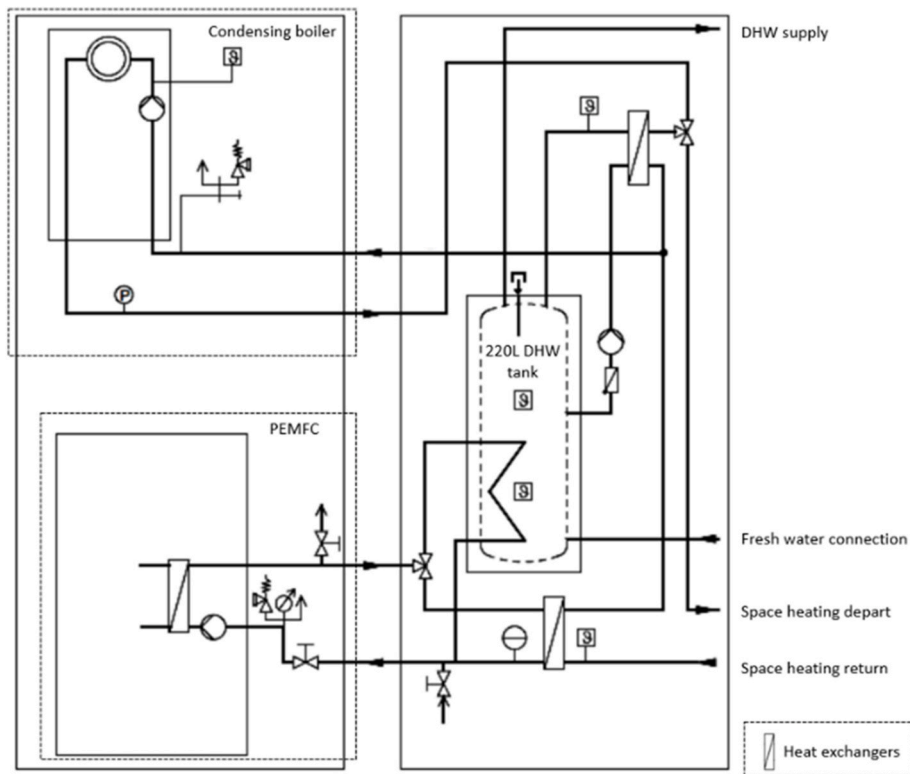 Condensing boiler
DHW supply
ϑ
ϑ
P
220L DHW
tank
ϑ
PEMFC
ϑ
Fresh water connection
Space heating depart
ϑ
Space heating return
Heat exchangers